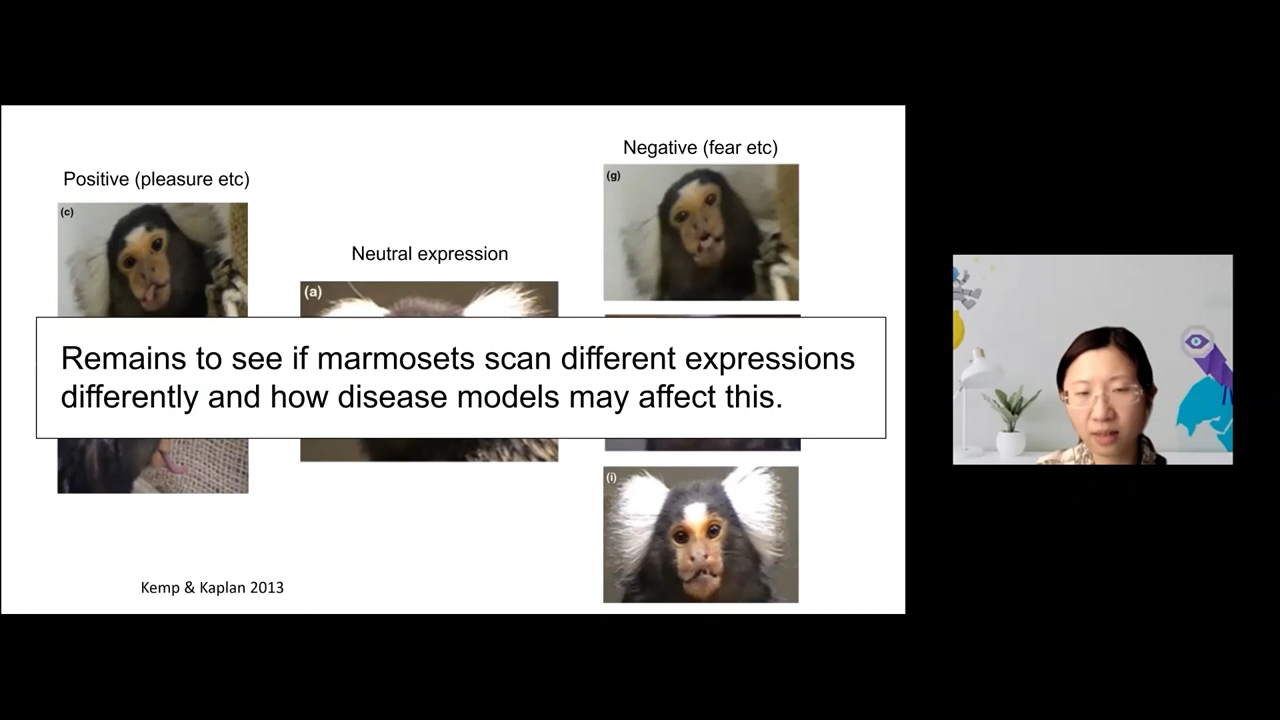 Negative (fear etc)
Positive (pleasure etc)
(g)
(c)
Neutral expression
(a)
Remains to see if marmosets scan different expressions
differently and how disease models may affect this.
(i)
Kemp & Kaplan 2013